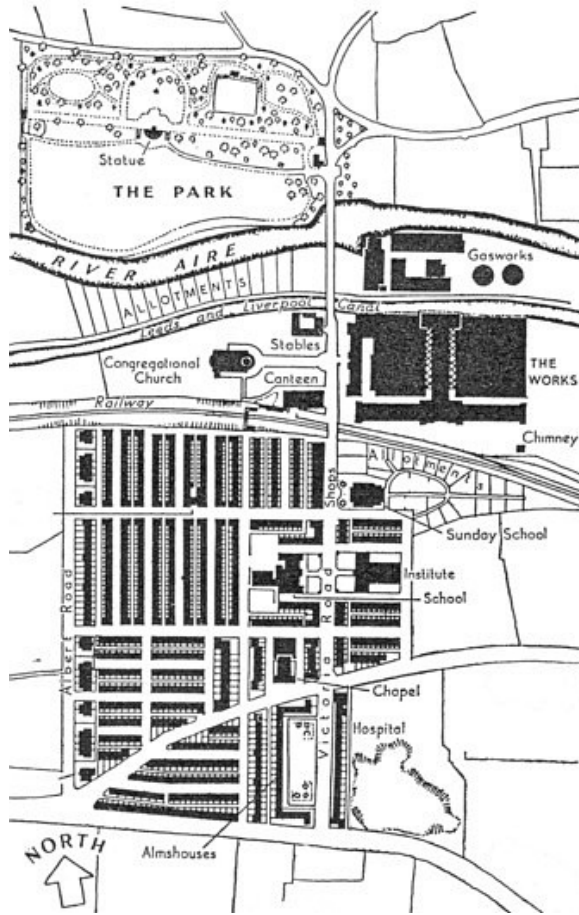 Statue
THE PARK
RIVER AIRE
ALLOTMENTS
Gasworks
Leeds and Liverpool Canal
Stables
Congregational
Church
THE
WORKS
Canteen
Railway
Chimney
Allotments
Shops
Sunday School
Institute
School
Albert Road
Victoria Road
Chapel
Hospital
NORTH
Almshouses